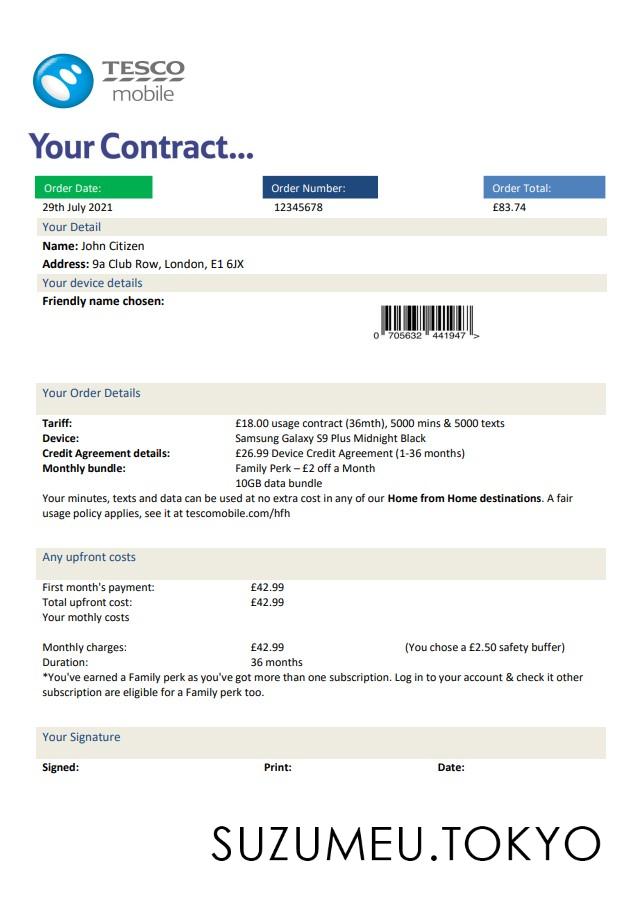 TESCO
mobile
Your Contract...
Order Date: Order Number: Order Total:
29th July 2021 12345678 £83.74
Your Detail
Name: John Citizen
Address: 9a Club Row, London, E1 6JX
Your device details
Friendly name chosen:
0 705632 441947 >
Your Order Details
Tariff: £18.00 usage contract (36mth), 5000 mins & 5000 texts
Device: Samsung Galaxy S9 Plus Midnight Black
Credit Agreement details: £26.99 Device Credit Agreement (1-36 months)
Monthly bundle: Family Perk – £2 off a Month
10GB data bundle
Your minutes, texts and data can be used at no extra cost in any of our Home from Home destinations. A fair
usage policy applies, see it at tescomobile.com/hfh
Any upfront costs
First month's payment: £42.99
Total upfront cost: £42.99
Your mothly costs
Monthly charges: £42.99 (You chose a £2.50 safety buffer)
Duration: 36 months
*You've earned a Family perk as you've got more than one subscription. Log in to your account & check it other
subscription are eligible for a Family perk too.
Your Signature
Signed: Print: Date:
SUZUMEU.TOKYO